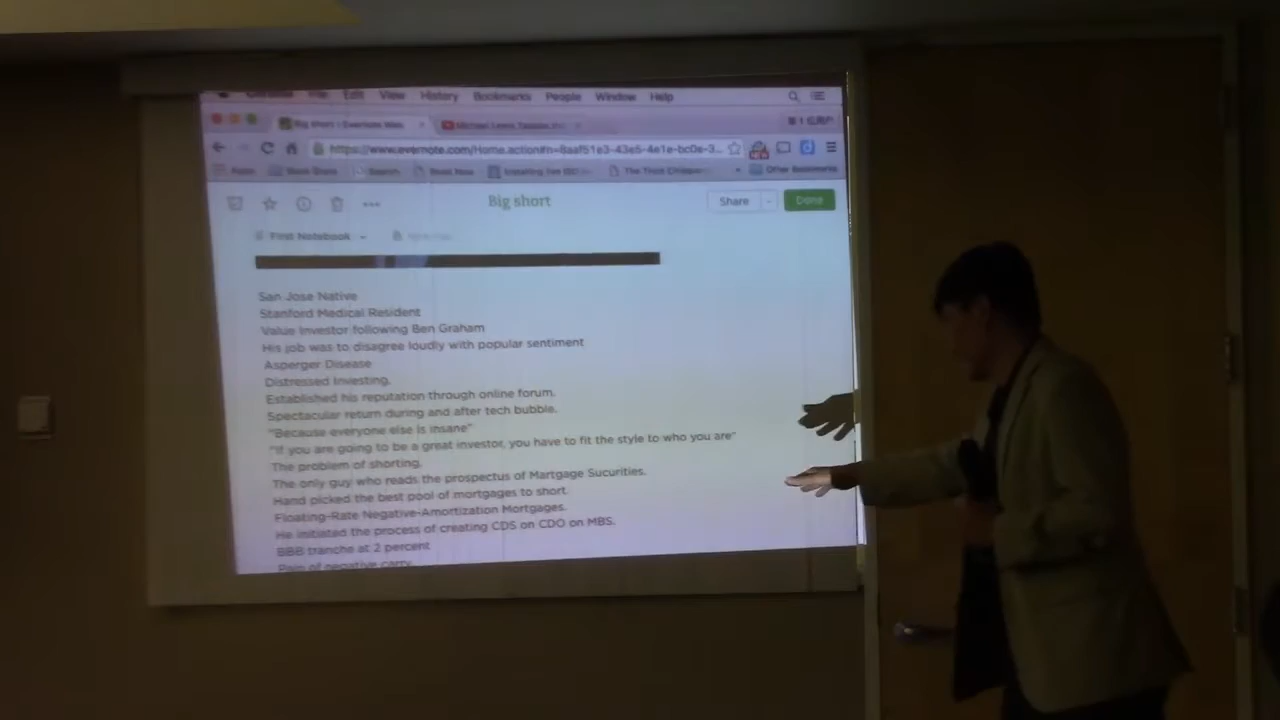 File Edit View History Bookmarks People Window Help
Big Short | Evernote Web
https://www.evernote.com/Home.action#n=8aaf51e3-43e5-4e1e-bc0e-3...
Search Other Bookmarks
Big short Share Done
First Notebook
San Jose Native
Stanford Medical Resident
Value Investor following Ben Graham
His job was to disagree loudly with popular sentiment
Asperger Disease
Distressed Investing.
Established his reputation through online forum.
Spectacular return during and after tech bubble.
"Because everyone else is insane"
"If you are going to be a great investor, you have to fit the style to who you are"
The problem of shorting.
The only guy who reads the prospectus of Martgage Sucurities.
Hand picked the best pool of mortgages to short
Floating-Rate Negative-Amortization Mortgages.
He initiated the process of creating CDS on CDO on MBS.
BBB tranche at 2 percent
Pain of negative carry